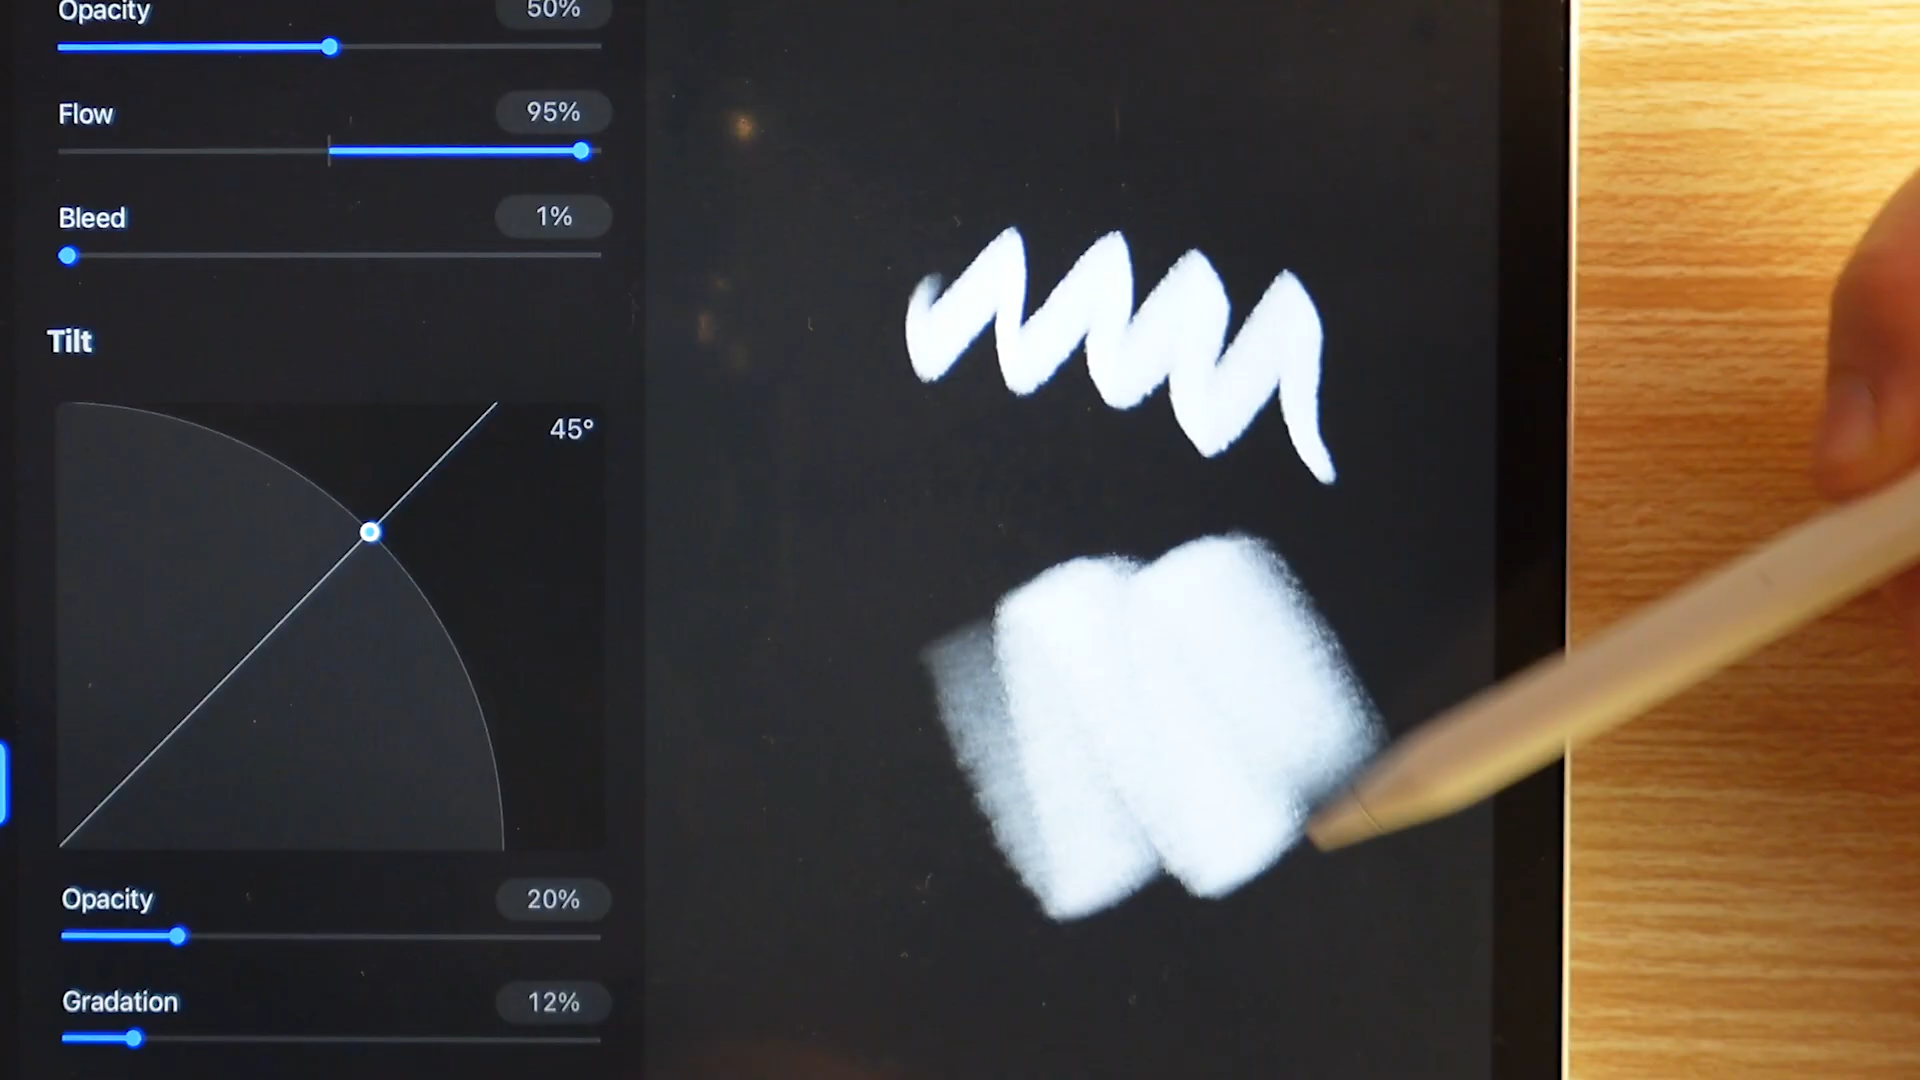 Opacity 50%
Flow 95%
Bleed 1%
Tilt
45°
Opacity 20%
Gradation 12%